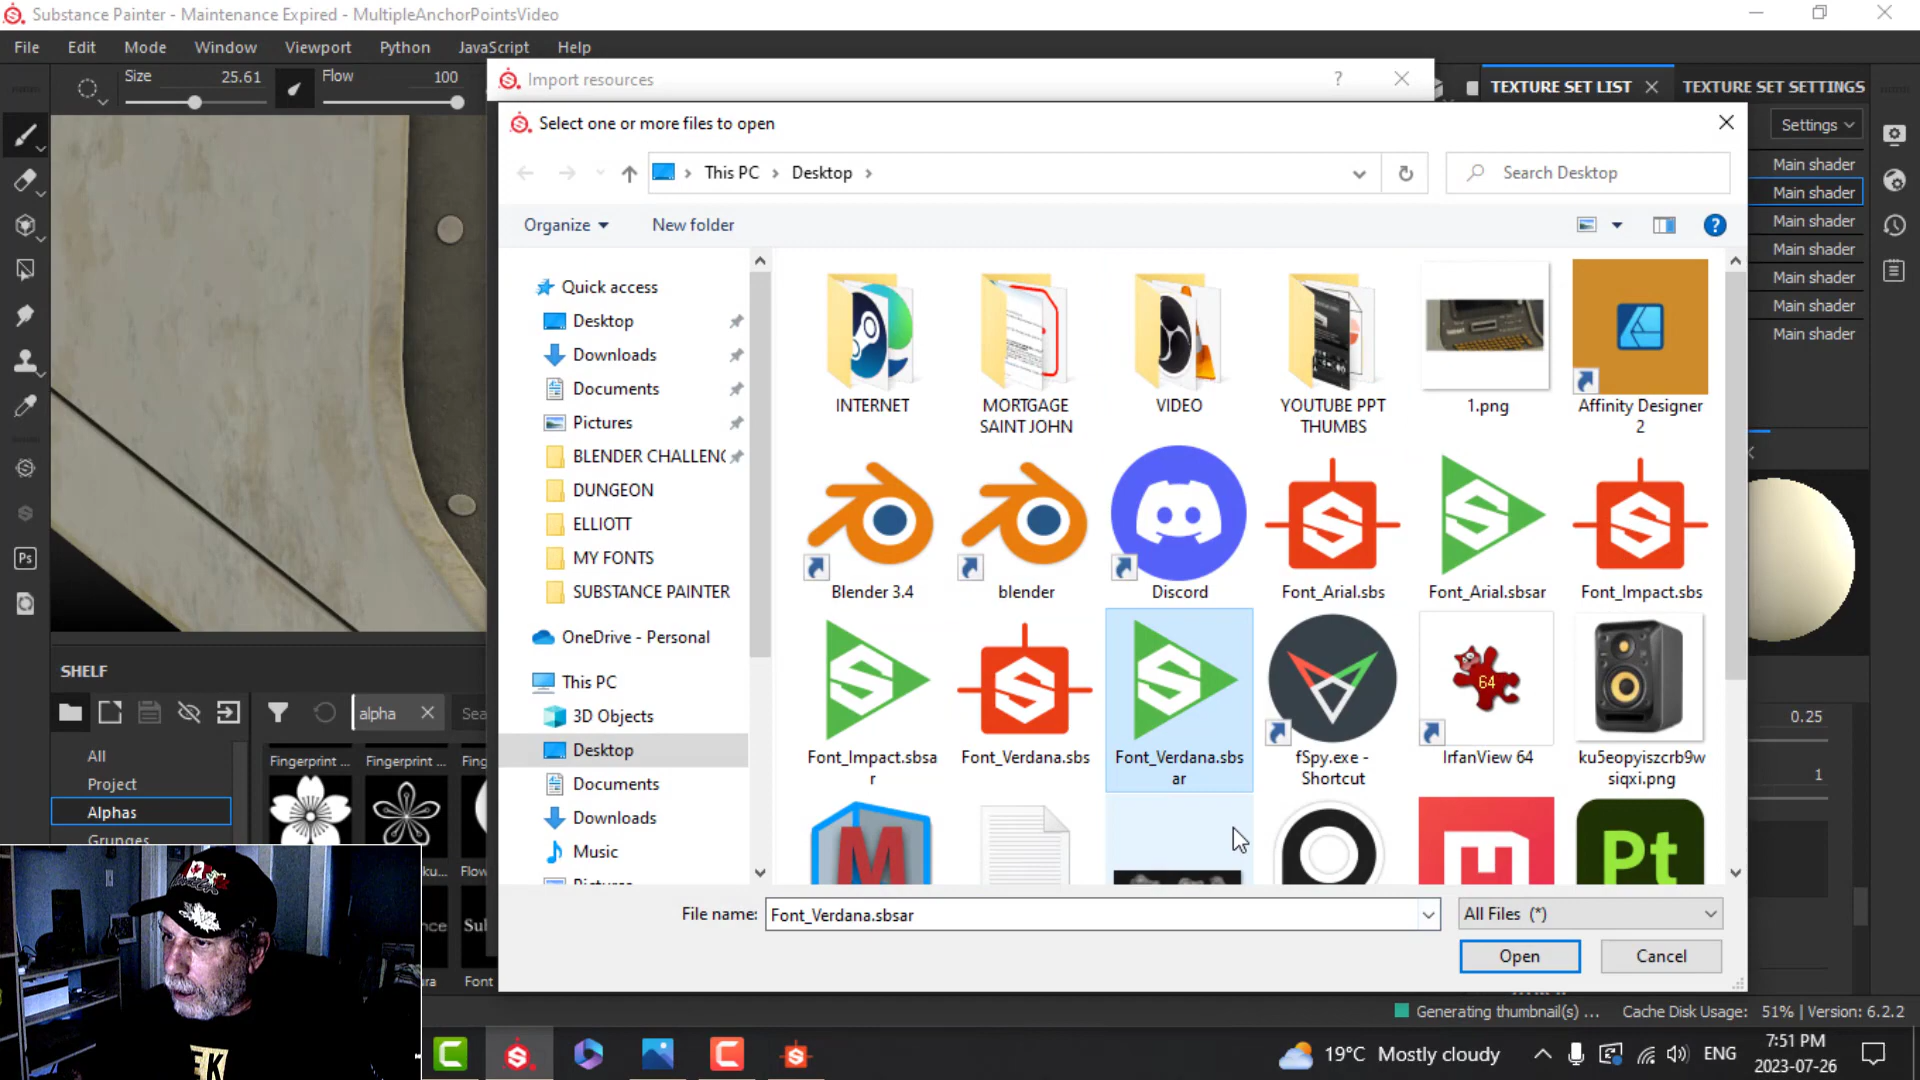 Substance Painter - Maintenance Expired - MultipleAnchorPointsVideo
File Edit Mode Window Viewport Python JavaScript Help
Size 25.61 Flow 100
Import resources ?
TEXTURE SET LIST TEXTURE SET SETTINGS
Select one or more files to open
Settings
This PC > Desktop >
Search Desktop
Organize New folder
Main shader
Main shader
Main shader
Main shader
Main shader
Main shader
Main shader
Quick access
Desktop
Downloads
Documents
Pictures
BLENDER CHALLENG
DUNGEON
ELLIOTT
MY FONTS
SUBSTANCE PAINTER
OneDrive - Personal
This PC
3D Objects
Desktop
Documents
Downloads
Music
INTERNET
MORTGAGE SAINT JOHN
VIDEO
YOUTUBE PPT THUMBS
1.png
Affinity Designer 2
Blender 3.4
blender
Discord
Font_Arial.sbs
Font_Arial.sbsar
Font_Impact.sbs
Font_Impact.sbsa
r
Font_Verdana.sbs
Font_Verdana.sbs
ar
fSpy.exe - Shortcut
64
IrfanView 64
ku5eopyiszcrb9w
siqxi.png
M
Pt
File name: Font_Verdana.sbsar
All Files (*)
Open Cancel
Ps
SHELF
alpha Sea
All
Project
Alphas
Grunges
Fingerprint ... Fingerprint ... Fing
Flow
Font
0.25
1
Generating thumbnail(s) ... Cache Disk Usage: 51% | Version: 6.2.2
19°C Mostly cloudy
ENG
7:51 PM
2023-07-26